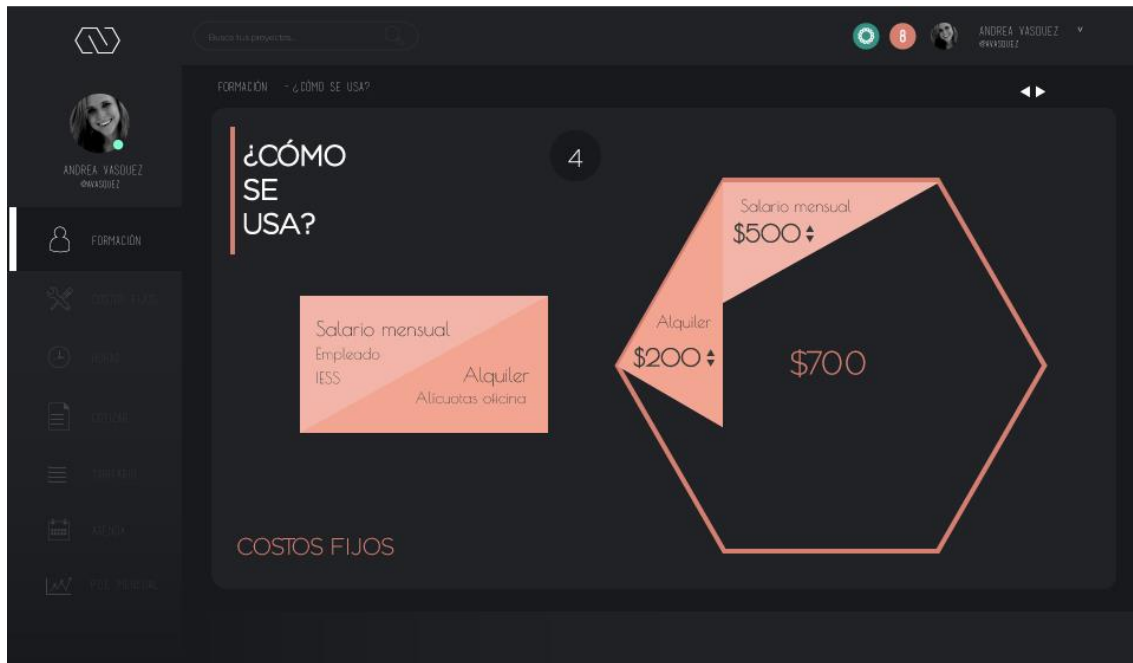 Busca tus proyectos...
8
ANDREA VASQUEZ
@AVASQUEZ
FORMACIÓN - ¿CÓMO SE USA?
ANDREA VASQUEZ
@AVASQUEZ
FORMACIÓN
¿CÓMO
SE
USA?
4
Salario mensual
$500
Alquiler
$200
$700
Salario mensual
Empleado
IESS
Alquiler
Alícuotas oficina
COSTOS FIJOS